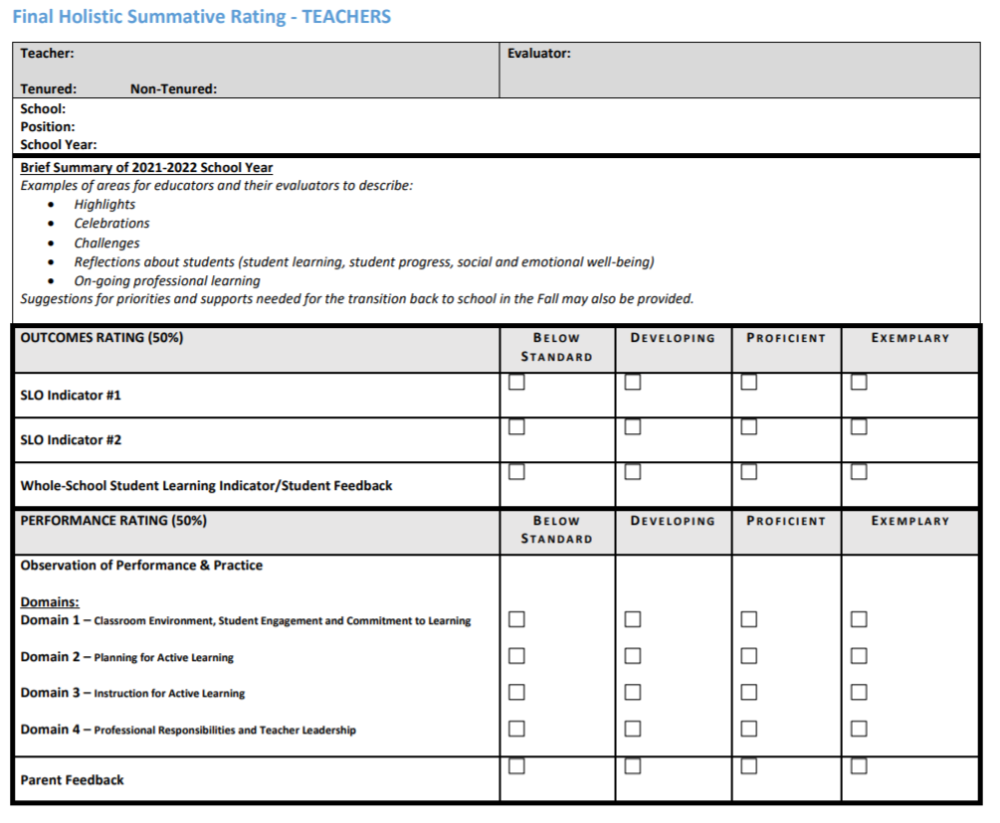 Final Holistic Summative Rating - TEACHERS
Teacher:
Evaluator:
Tenured: Non-Tenured:
School:
Position:
School Year:
Brief Summary of 2021-2022 School Year
Examples of areas for educators and their evaluators to describe:
• Highlights
• Celebrations
• Challenges
• Reflections about students (student learning, student progress, social and emotional well-being)
• On-going professional learning
Suggestions for priorities and supports needed for the transition back to school in the Fall may also be provided.
OUTCOMES RATING (50%)
BELOW
STANDARD
DEVELOPING
PROFICIENT
EXEMPLARY
SLO Indicator #1
SLO Indicator #2
Whole-School Student Learning Indicator/Student Feedback
PERFORMANCE RATING (50%)
BELOW
STANDARD
DEVELOPING
PROFICIENT
EXEMPLARY
Observation of Performance & Practice
Domains:
Domain 1 – Classroom Environment, Student Engagement and Commitment to Learning
Domain 2 – Planning for Active Learning
Domain 3 – Instruction for Active Learning
Domain 4 – Professional Responsibilities and Teacher Leadership
Parent Feedback